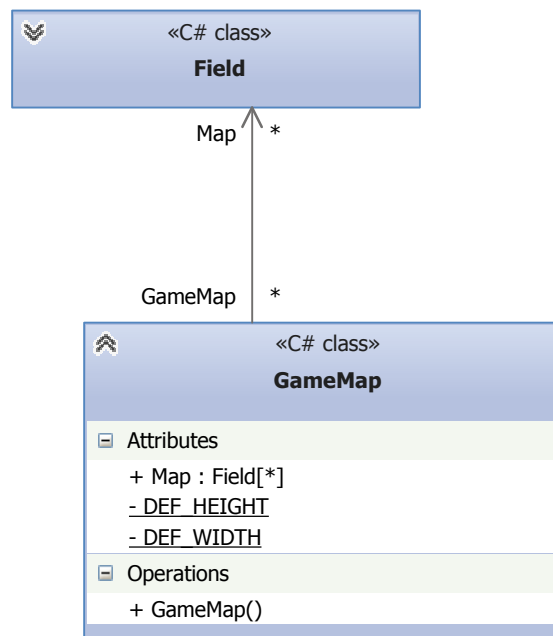 «C# class»
Field
Map *
GameMap *
«C# class»
GameMap
Attributes
+ Map : Field[*]
- DEF_HEIGHT
- DEF_WIDTH
Operations
+ GameMap()